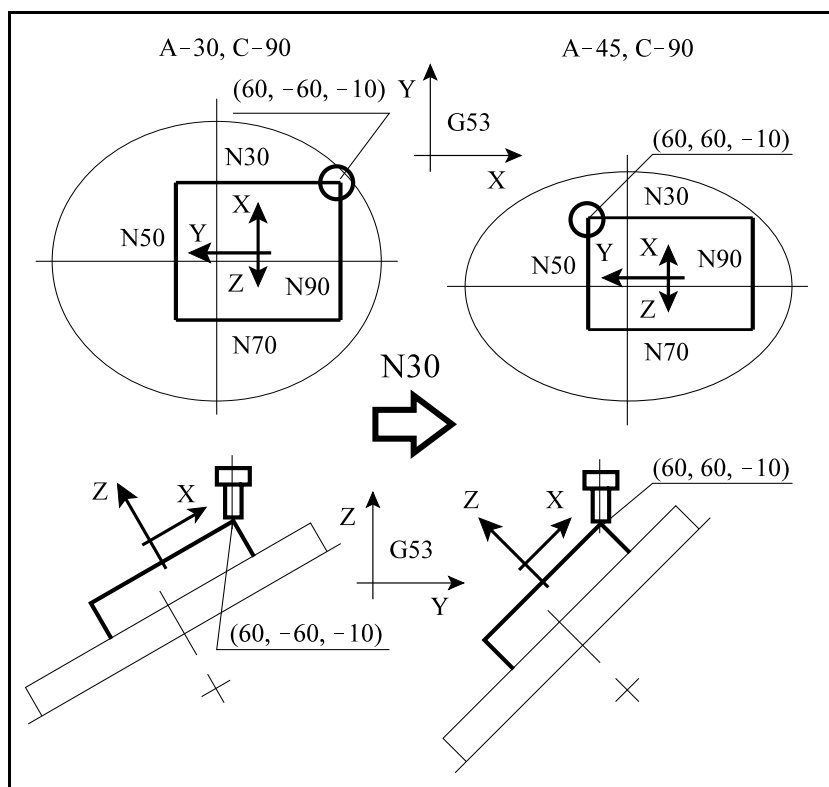 A-30, C-90
A-45, C-90
(60, -60, -10)
Y
G53
X
(60, 60, -10)
N30
X
Y
N50
Z
N90
N70
N30
X
Y
N50
Z
N90
N70
N30
(60, 60, -10)
Z
X
Z
G53
Y
Z
X
(60, -60, -10)